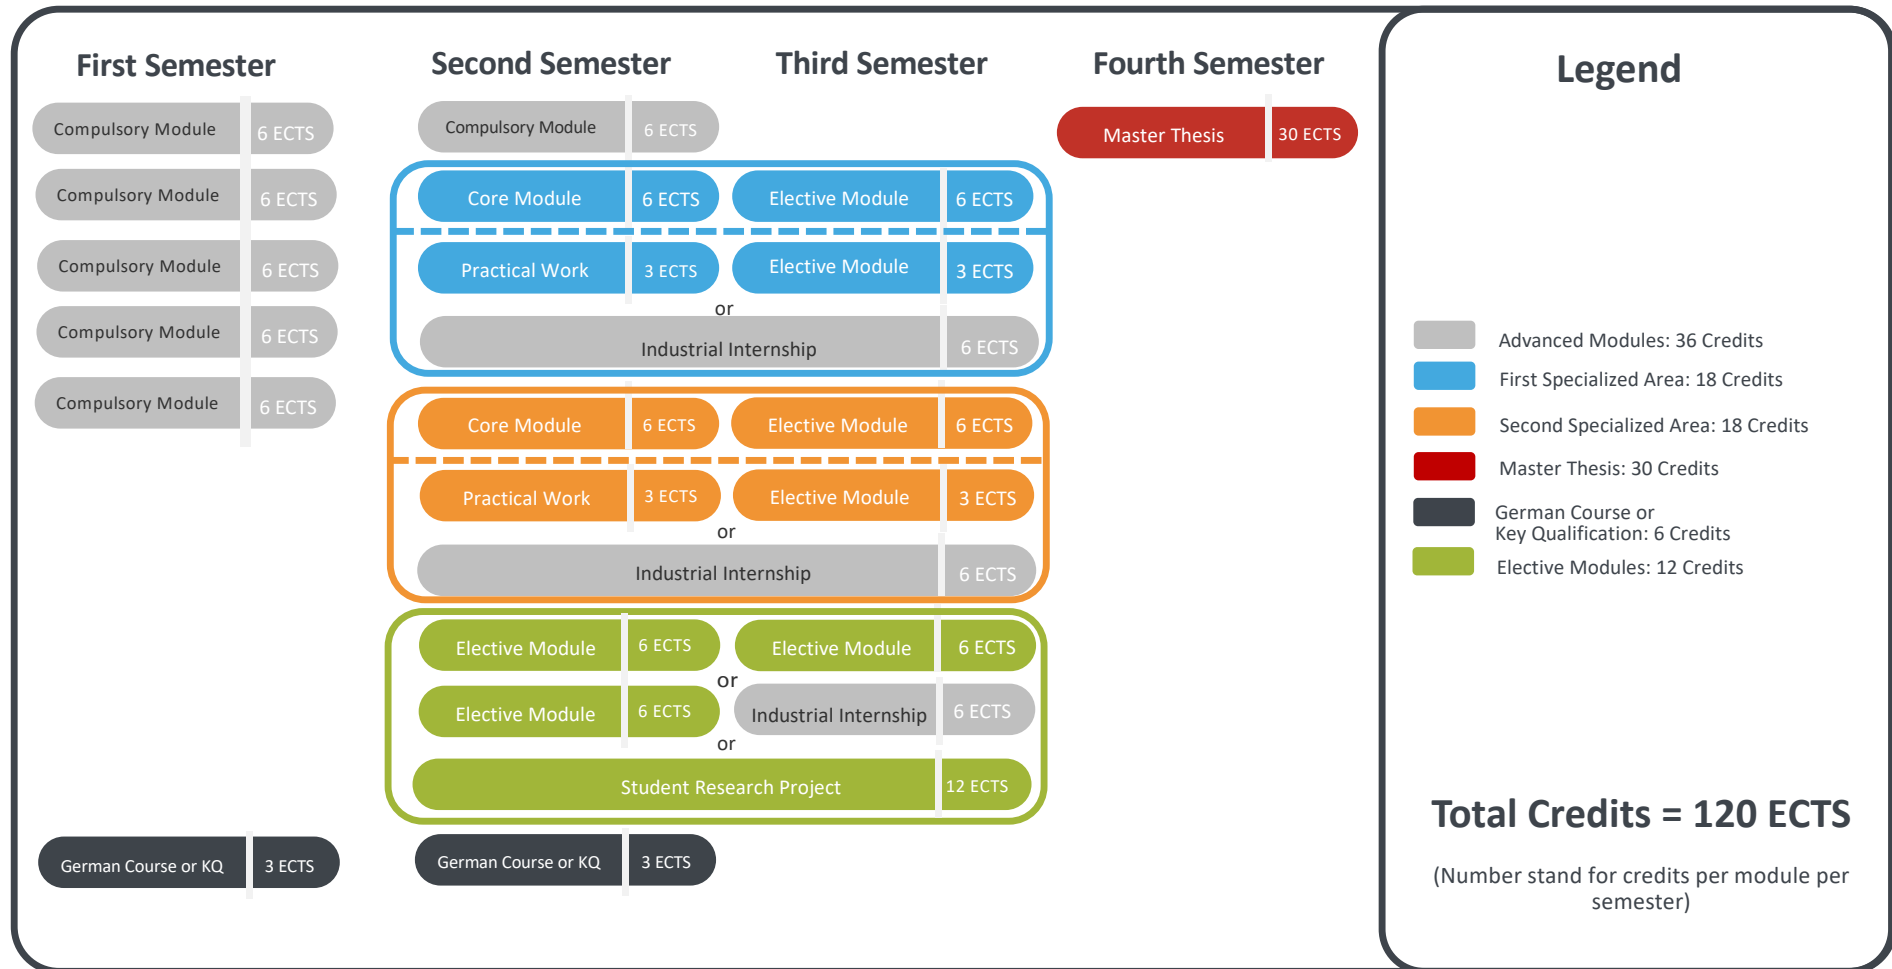 First Semester
Compulsory Module 6 ECTS
Compulsory Module 6 ECTS
Compulsory Module 6 ECTS
Compulsory Module 6 ECTS
Compulsory Module 6 ECTS
German Course or KQ 3 ECTS
Second Semester Third Semester
Compulsory Module 6 ECTS
Core Module 6 ECTS Elective Module 6 ECTS
Practical Work 3 ECTS Elective Module 3 ECTS
or
Industrial Internship 6 ECTS
Core Module 6 ECTS Elective Module 6 ECTS
Practical Work 3 ECTS Elective Module 3 ECTS
or
Industrial Internship 6 ECTS
Elective Module 6 ECTS Elective Module 6 ECTS
or
Elective Module 6 ECTS Industrial Internship 6 ECTS
or
Student Research Project 12 ECTS
German Course or KQ 3 ECTS
Fourth Semester
Master Thesis 30 ECTS
Legend
Advanced Modules: 36 Credits
First Specialized Area: 18 Credits
Second Specialized Area: 18 Credits
Master Thesis: 30 Credits
German Course or
Key Qualification: 6 Credits
Elective Modules: 12 Credits
Total Credits = 120 ECTS
(Number stand for credits per module per
semester)